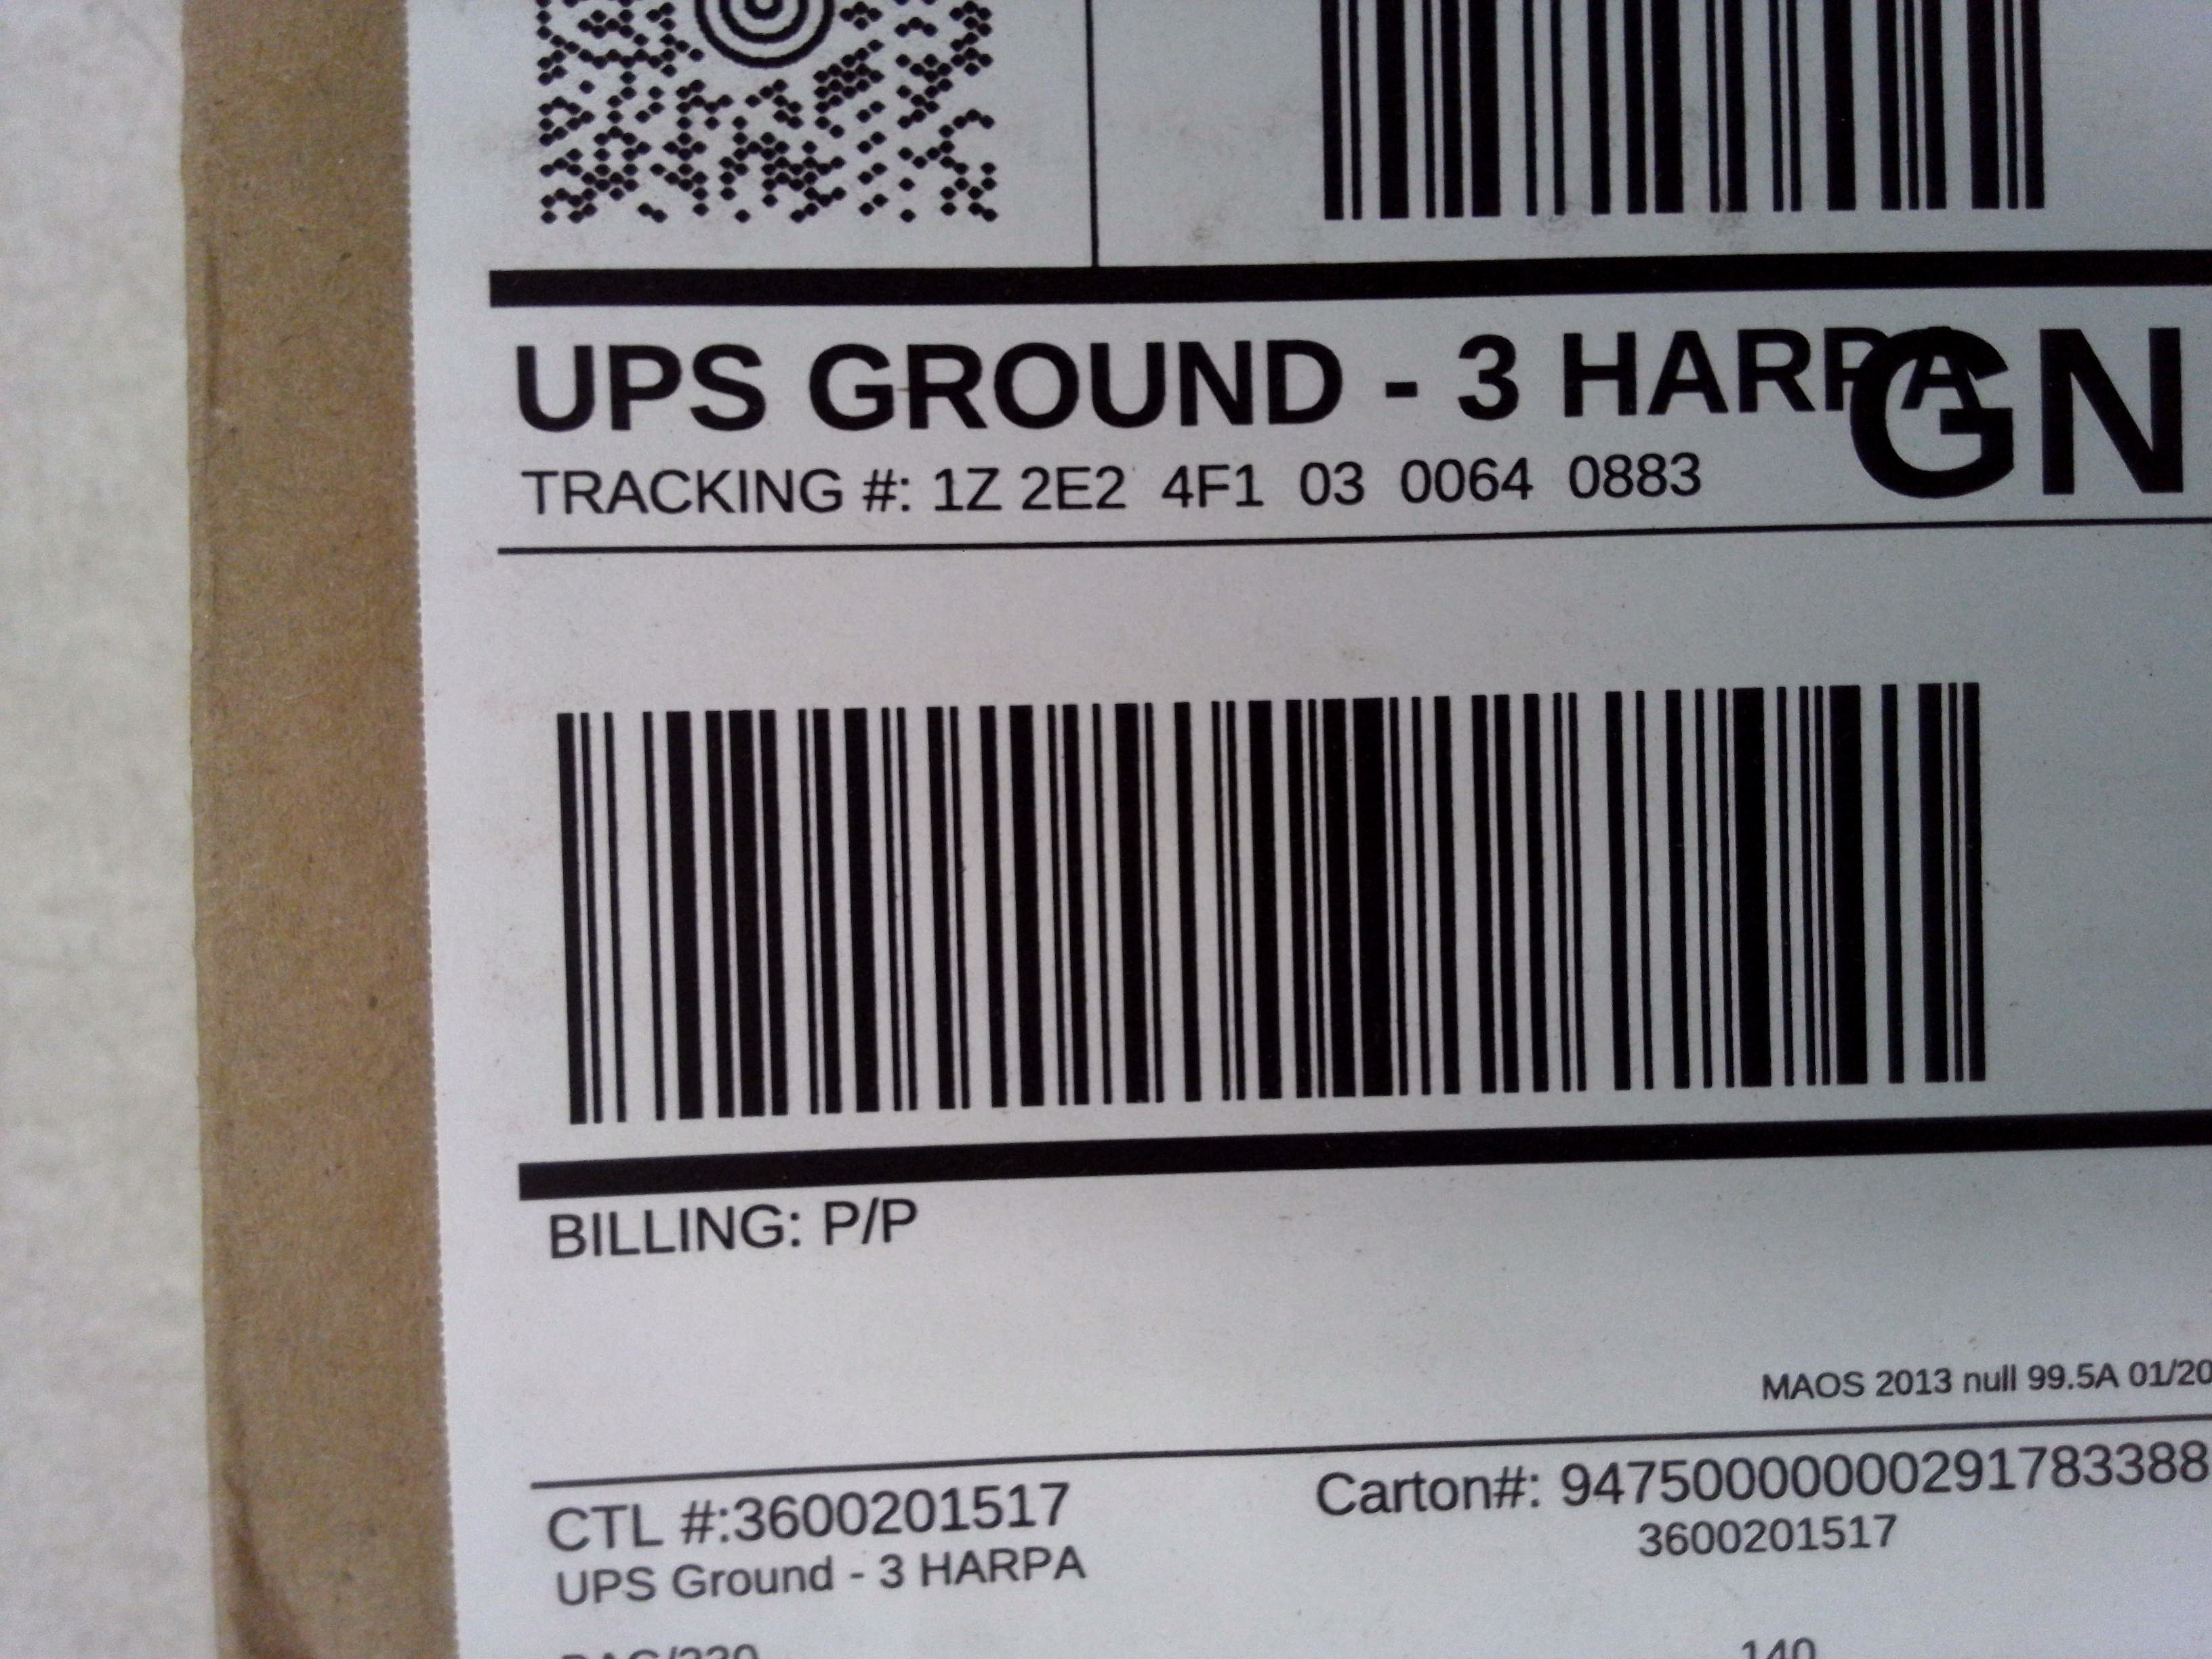 UPS GROUND - 3 HARPA GN
TRACKING #: 1Z 2E2 4F1 03 0064 0883
BILLING: P/P
MAOS 2013 null 99.5A 01/20
CTL #:3600201517
Carton#: 94750000000291783388
UPS Ground - 3 HARPA
3600201517
140